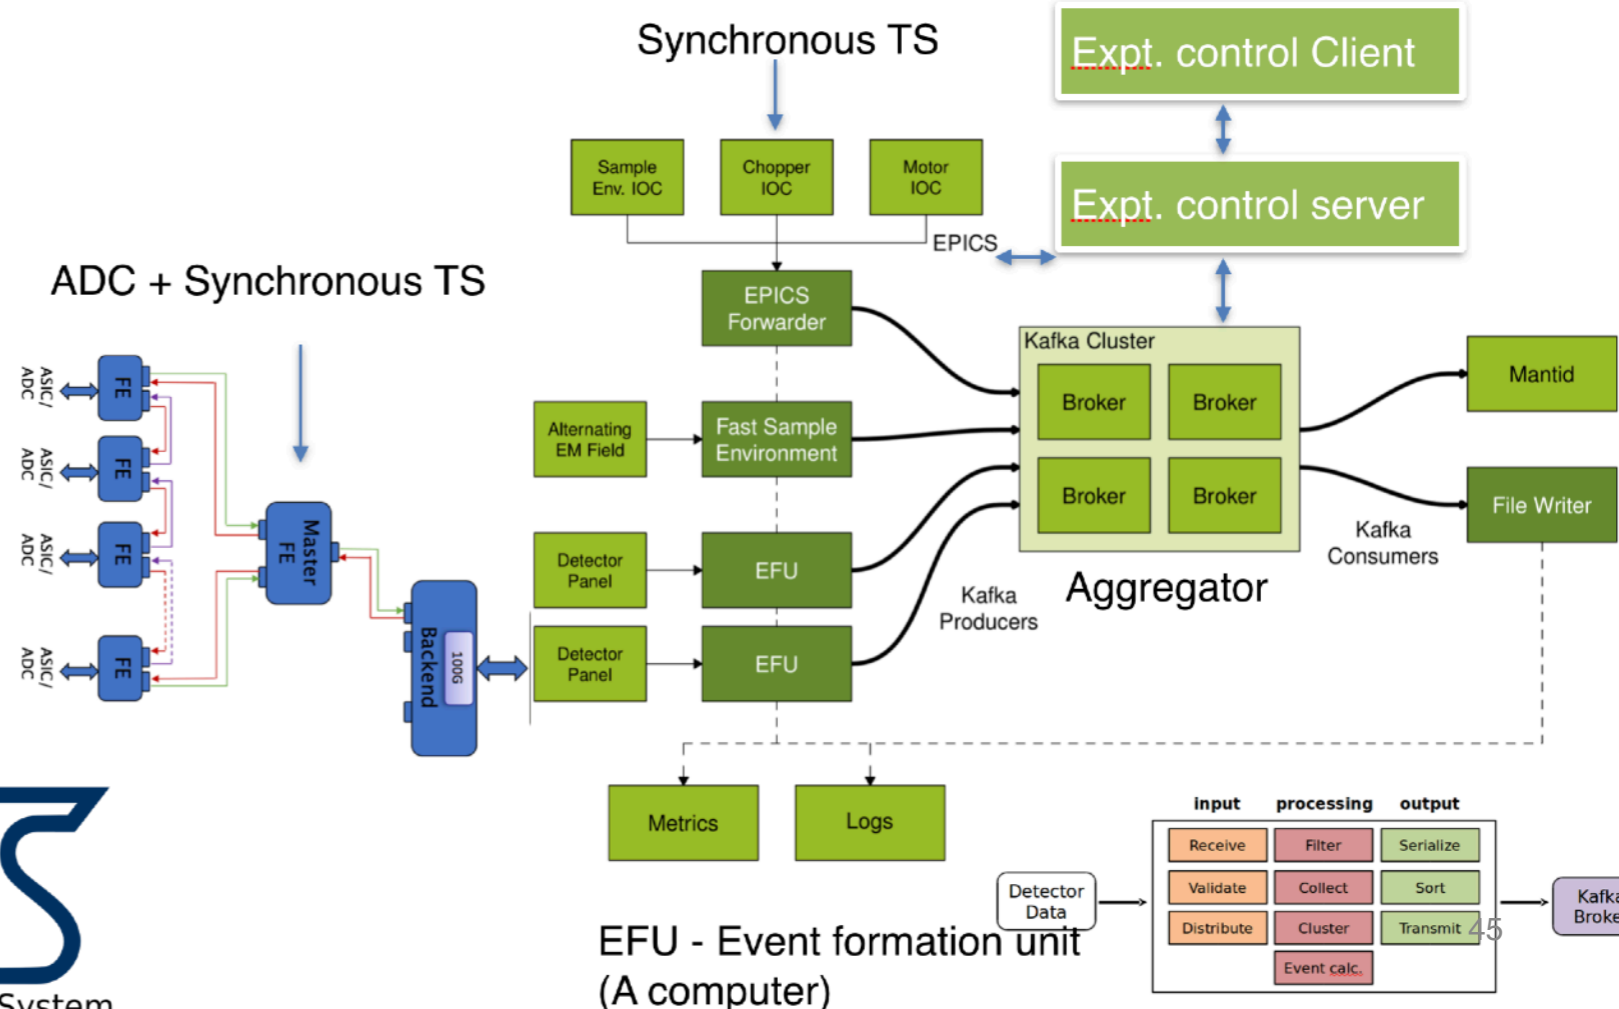 Synchronous TS
Expt. control Client
Sample
Env. IOC
Chopper
IOC
Motor
IOC
Expt. control server
EPICS
ADC + Synchronous TS
EPICS
Forwarder
Kafka Cluster
Broker
Broker
Broker
Broker
Mantid
File Writer
Alternating
EM Field
Fast Sample
Environment
ASIC/
ADC
FE
ASIC/
ADC
FE
ASIC/
ADC
FE
ASIC/
ADC
FE
Master
FE
Backend
100G
Detector
Panel
EFU
Detector
Panel
EFU
Kafka
Producers
Aggregator
Kafka
Consumers
Metrics
Logs
input
processing
output
Receive
Filter
Serialize
Validate
Collect
Sort
Distribute
Cluster
Transmit
Event calc.
Detector
Data
Kafka
Broke
45
EFU - Event formation unit
(A computer)
S
System